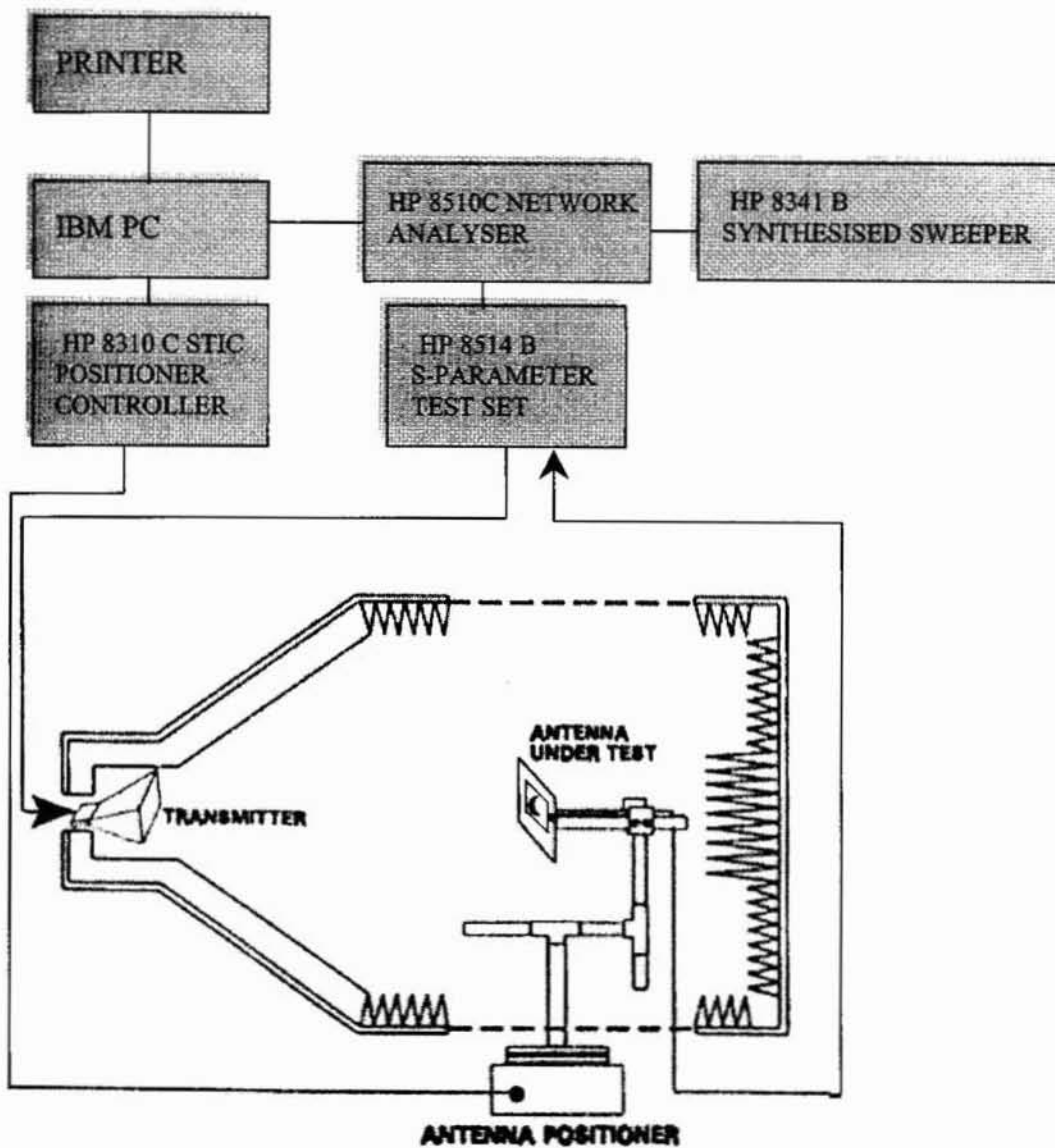 PRINTER
IBM PC
HP 8510C NETWORK
ANALYSER
HP 8341 B
SYNTHESISED SWEEPER
HP 8310 C STIC
POSITIONER
CONTROLLER
HP 8514 B
S-PARAMETER
TEST SET
ANTENNA
UNDER TEST
TRANSMITTER
ANTENNA POSITIONER